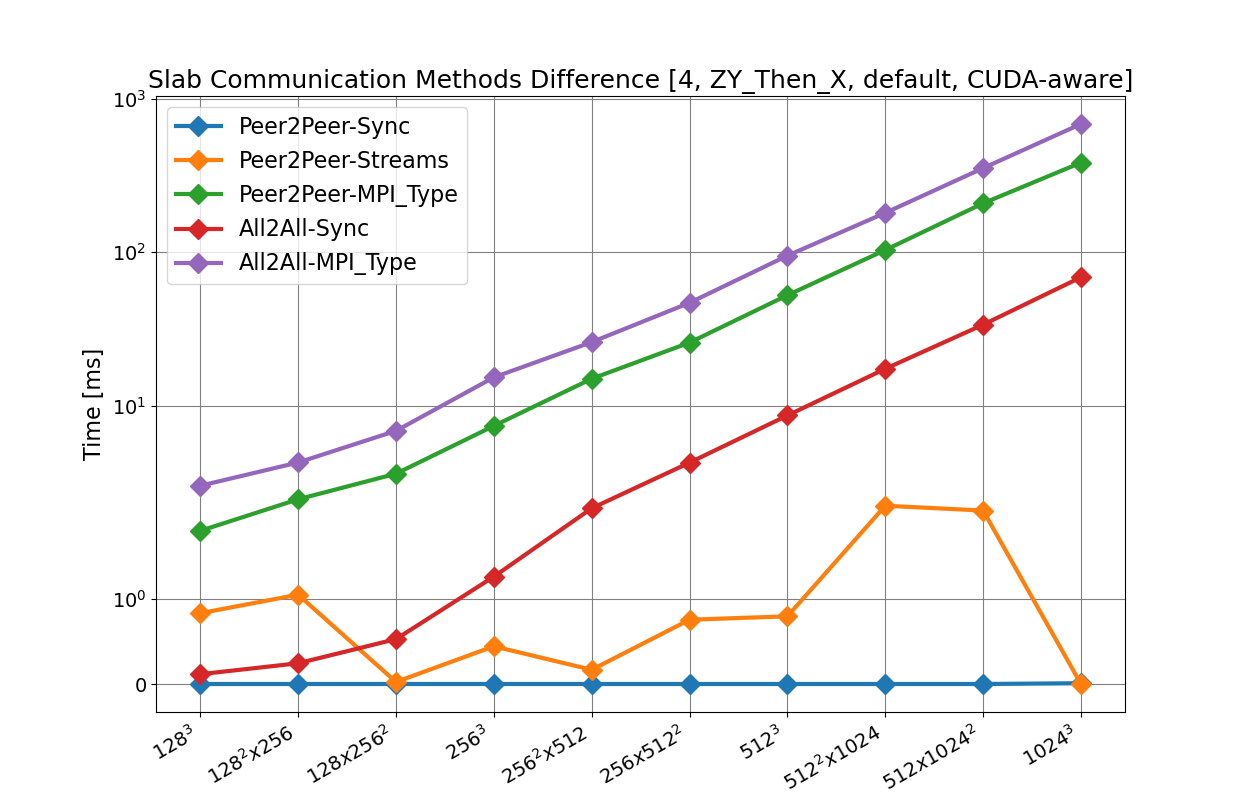 Slab Communication Methods Difference [4, ZY_Then_X, default, CUDA-aware]
Peer2Peer-Sync
Peer2Peer-Streams
Peer2Peer-MPI_Type
All2All-Sync
All2All-MPI_Type
Time [ms]
10³
10²
10¹
10⁰
0
128³
128²x256
128x256²
256³
256²x512
256x512²
512³
512²x1024
512x1024²
1024³